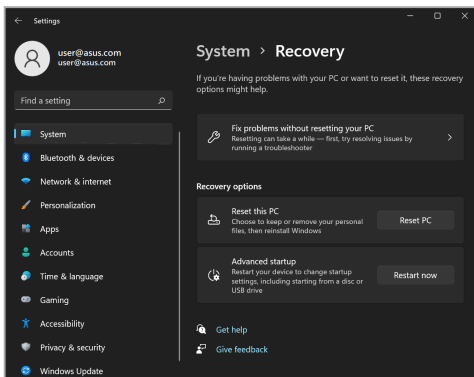 Settings
user@asus.com
user@asus.com
Find a setting
System
Bluetooth & devices
Network & internet
Personalization
Apps
Accounts
Time & language
Gaming
Accessibility
Privacy & security
Windows Update
System > Recovery
If you're having problems with your PC or want to reset it, these recovery
options might help.
Fix problems without resetting your PC
Resetting can take a while — first, try resolving issues by
running a troubleshooter
Recovery options
Reset this PC
Choose to keep or remove your personal
files, then reinstall Windows
Reset PC
Advanced startup
Restart your device to change startup
settings, including starting from a disc or
USB drive
Restart now
Get help
Give feedback